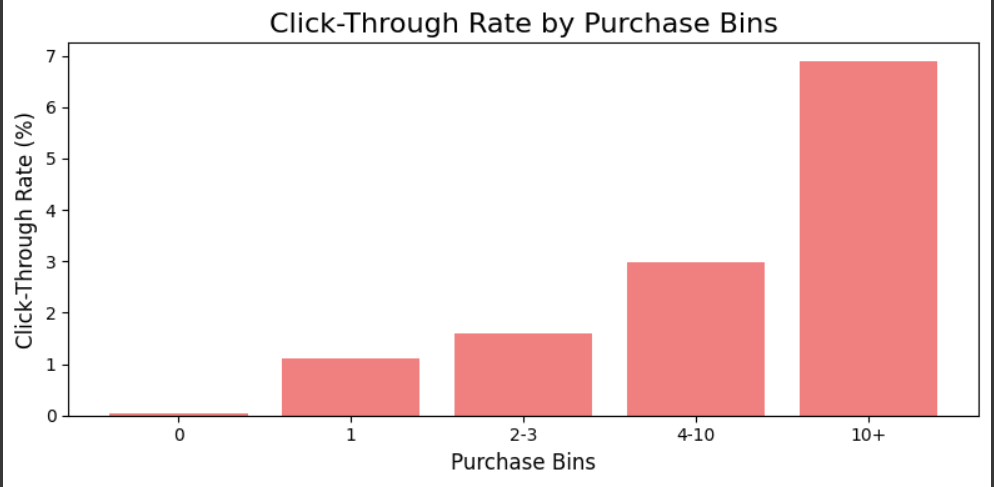 Click-Through Rate by Purchase Bins
Click-Through Rate (%)
7
6
5
4
3
2
1
0
0 1 2-3 4-10 10+
Purchase Bins